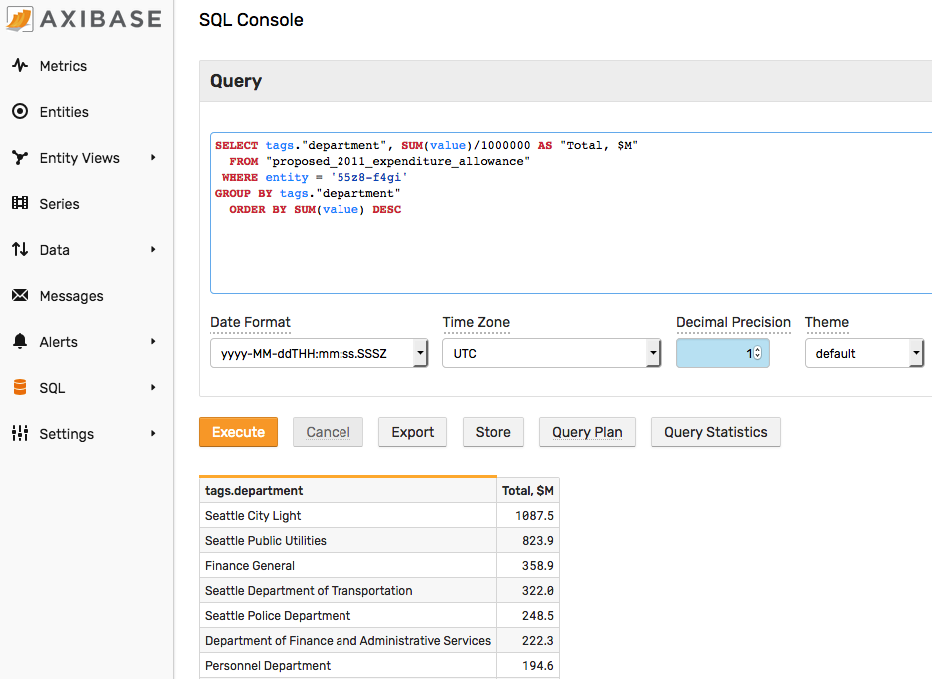 AXIBASE
Metrics
Entities
Entity Views
Series
Data
Messages
Alerts
SQL
Settings
SQL Console
Query
SELECT tags."department", SUM(value)/1000000 AS "Total, $M"
FROM "proposed_2011_expenditure_allowance"
WHERE entity = '55z8-f4gi'
GROUP BY tags."department"
ORDER BY SUM(value) DESC
Date Format Time Zone Decimal Precision Theme
yyyy-MM-ddTHH:mm:ss.SSSZ UTC 1 default
Execute Cancel Export Store Query Plan Query Statistics
tags.department Total, $M
Seattle City Light 1087.5
Seattle Public Utilities 823.9
Finance General 358.9
Seattle Department of Transportation 322.0
Seattle Police Department 248.5
Department of Finance and Administrative Services 222.3
Personnel Department 194.6